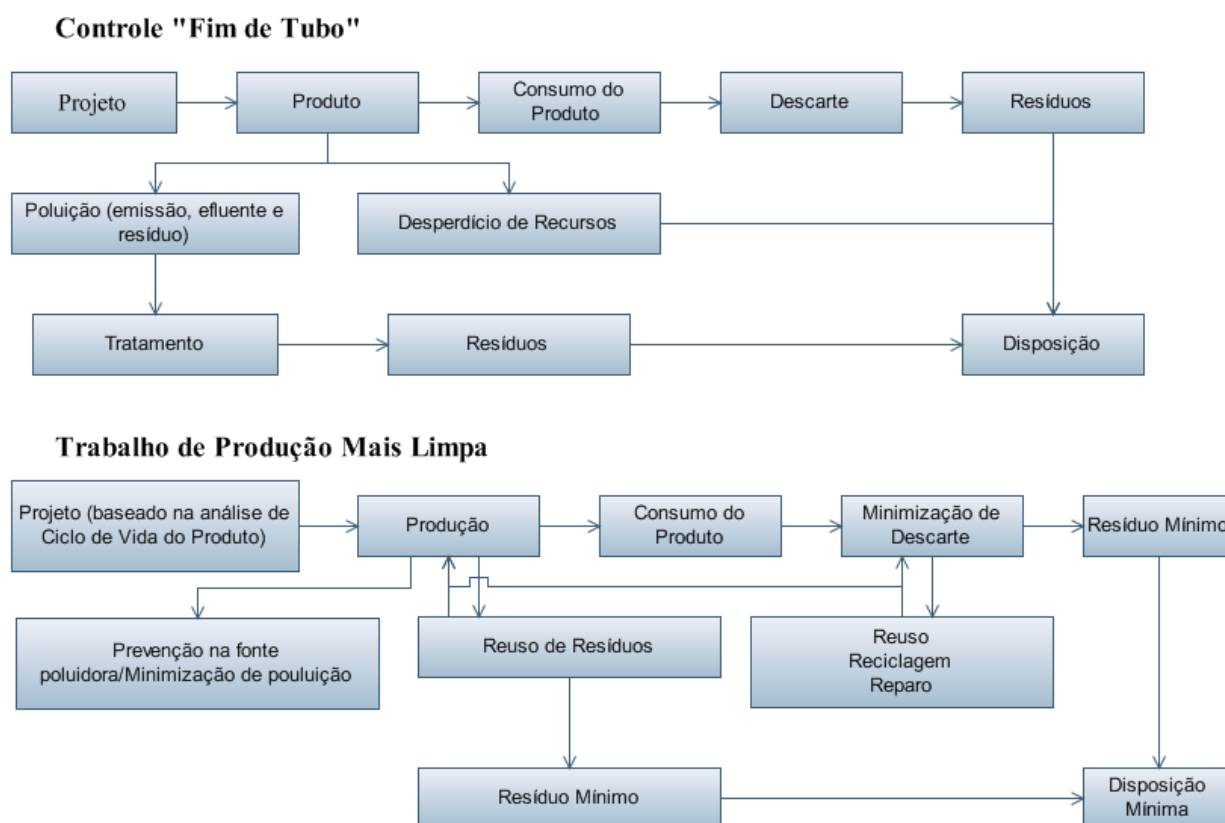 Controle "Fim de Tubo"
Projeto
Produto
Consumo do
Produto
Descarte
Resíduos
Poluição (emissão, efluente e
resíduo)
Desperdício de Recursos
Tratamento
Resíduos
Disposição
Trabalho de Produção Mais Limpa
Projeto (baseado na análise de
Ciclo de Vida do Produto)
Produção
Consumo do
Produto
Minimização de
Descarte
Resíduo Mínimo
Prevenção na fonte
poluidora/Minimização de pouluição
Reuso de Resíduos
Reuso
Reciclagem
Reparo
Resíduo Mínimo
Disposição
Mínima